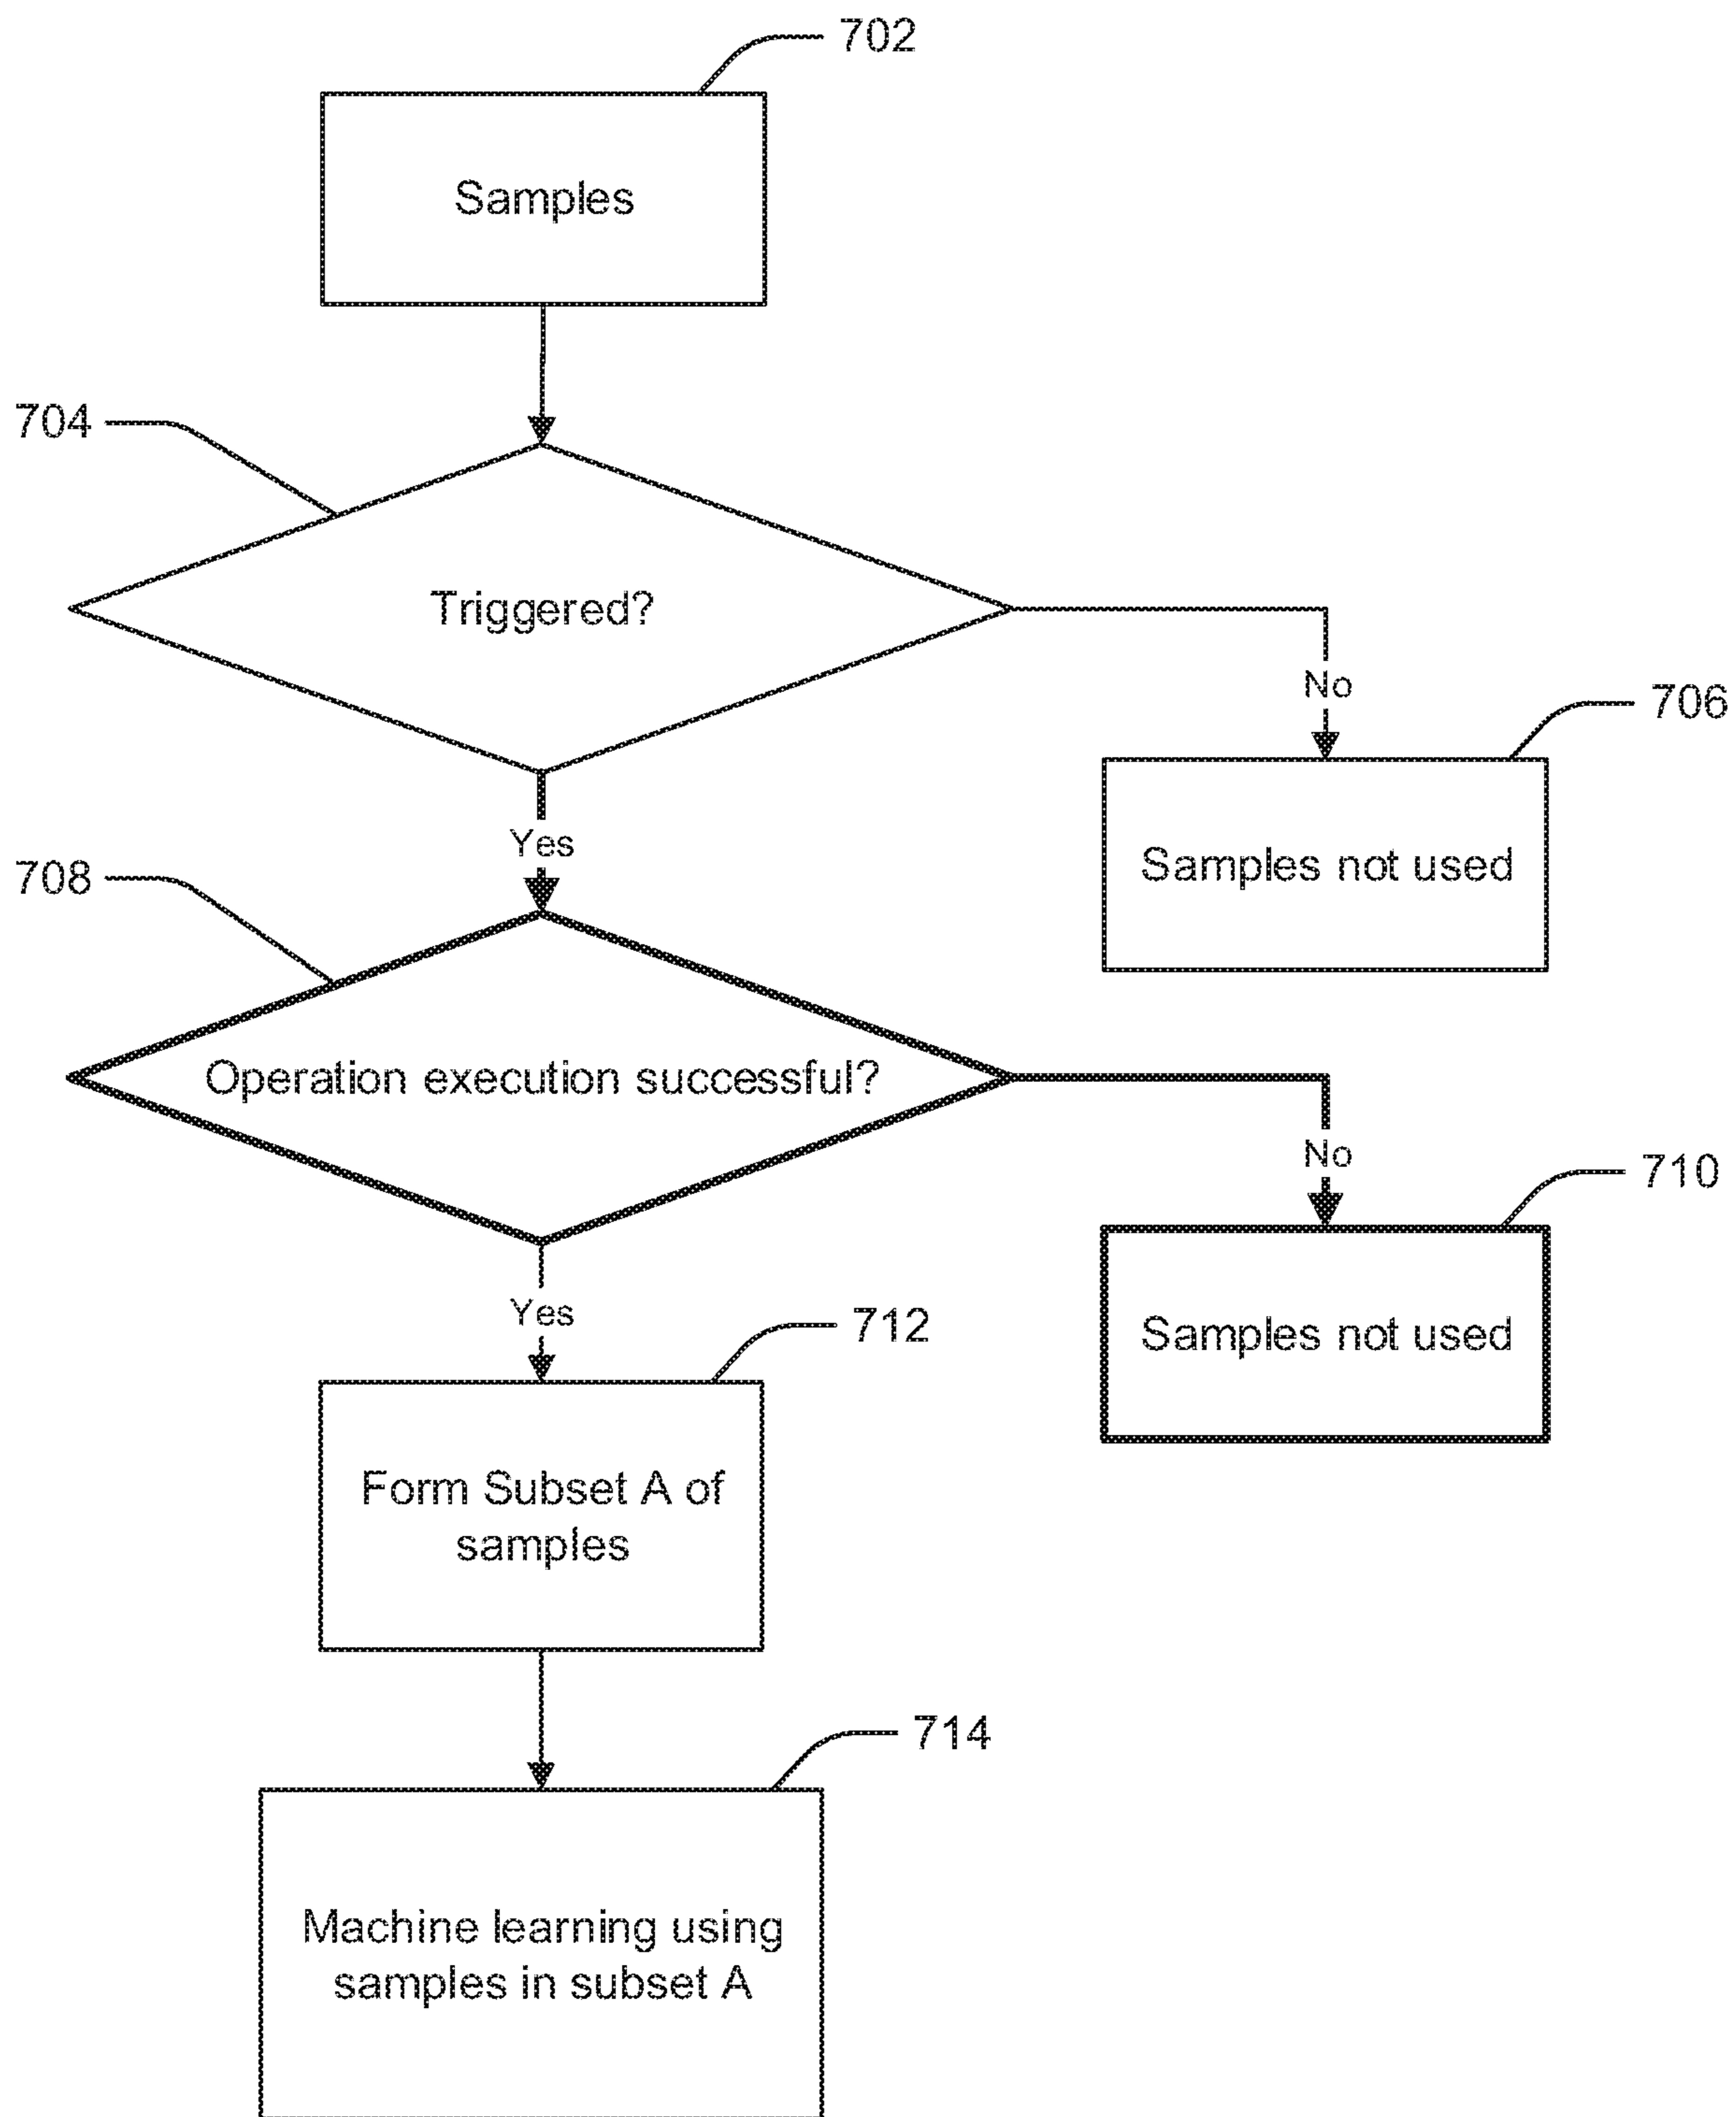 702
Samples
704
Triggered?
No
706
Yes
Samples not used
708
Operation execution successful?
No
710
Yes
712
Samples not used
Form Subset A of
samples
714
Machine learning using
samples in subset A